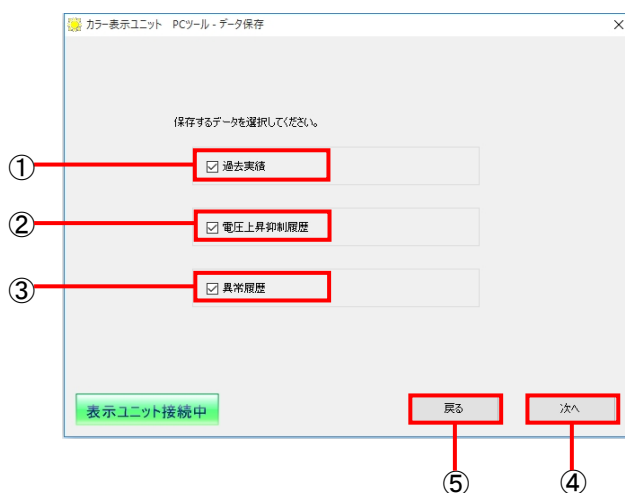 カラー表示ユニット PCツール - データ保存
保存するデータを選択してください。
① 過去実績
② 電圧上昇抑制履歴
③ 異常履歴
表示ユニット接続中 戻る 次へ
⑤ ④